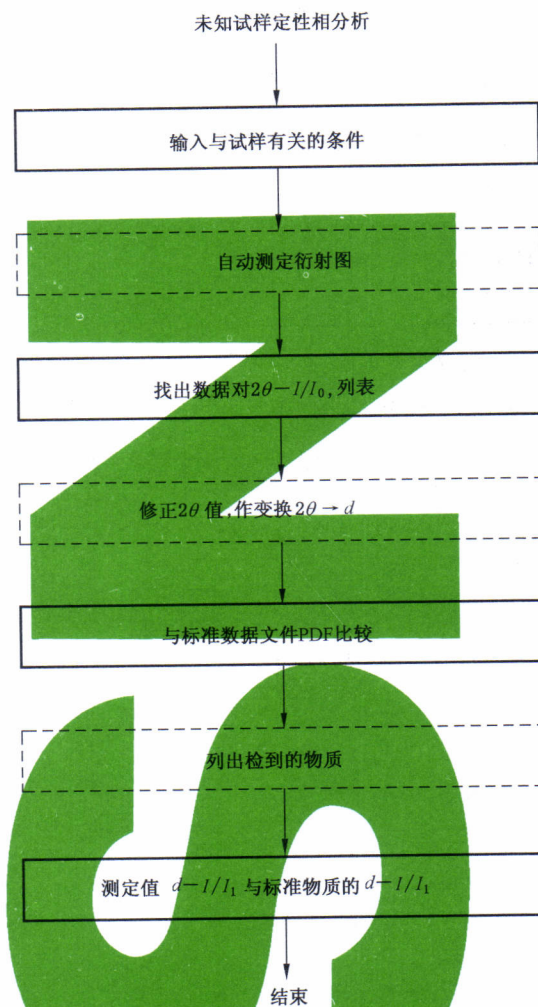 未知试样定性相分析
输入与试样有关的条件
自动测定衍射图
找出数据对2θ－I/I₀，列表
修正2θ 值，作变换 2θ → d
与标准数据文件PDF比较
列出检到的物质
测定值 d－I/I₁ 与标准物质的 d－I/I₁
结束